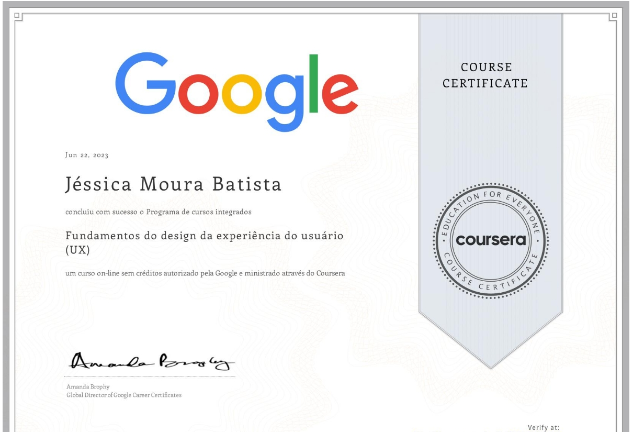 Google
COURSE
CERTIFICATE
Jun 22, 2023
Jéssica Moura Batista
concluiu com sucesso o Programa de cursos integrados
Fundamentos do design da experiência do usuário
(UX)
um curso on-line sem créditos autorizado pela Google e ministrado através do Coursera
EDUCATION FOR EVERYONE
coursera
COURSE CERTIFICATE
Amanda Brophy
Amanda Brophy
Global Director of Google Career Certificates
Verify at: